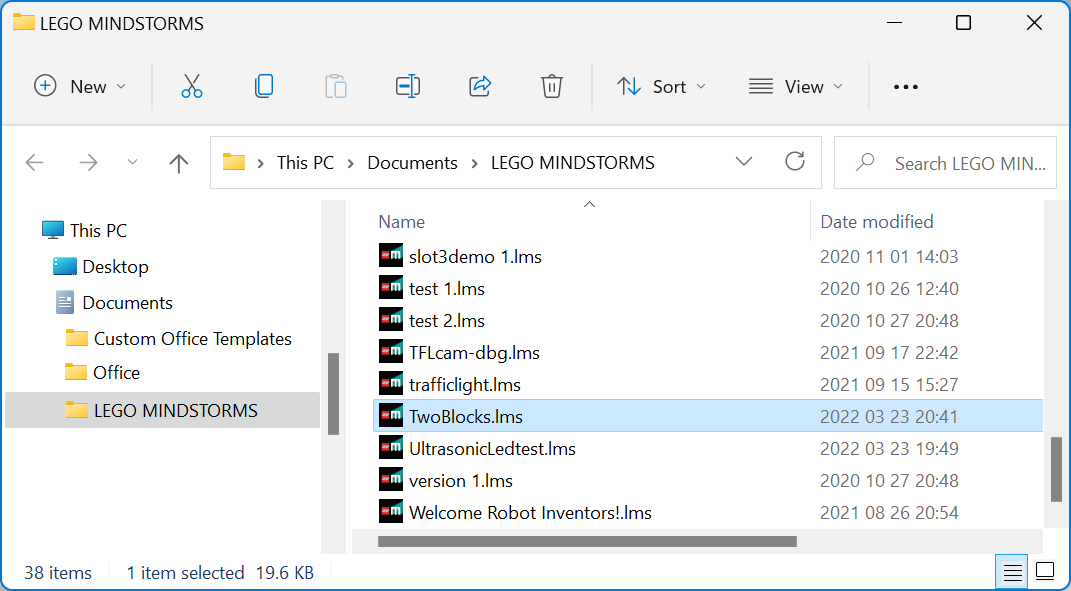 LEGO MINDSTORMS
New Sort View
This PC Documents LEGO MINDSTORMS Search LEGO MIN...
This PC
Desktop
Documents
Custom Office Templates
Office
LEGO MINDSTORMS
Name Date modified
slot3demo 1.lms 2020 11 01 14:03
test 1.lms 2020 10 26 12:40
test 2.lms 2020 10 27 20:48
TFLcam-dbg.lms 2021 09 17 22:42
trafficlight.lms 2021 09 15 15:27
TwoBlocks.lms 2022 03 23 20:41
UltrasonicLedtest.lms 2022 03 23 19:49
version 1.lms 2020 10 27 20:48
Welcome Robot Inventors!.lms 2021 08 26 20:54
38 items 1 item selected 19.6 KB